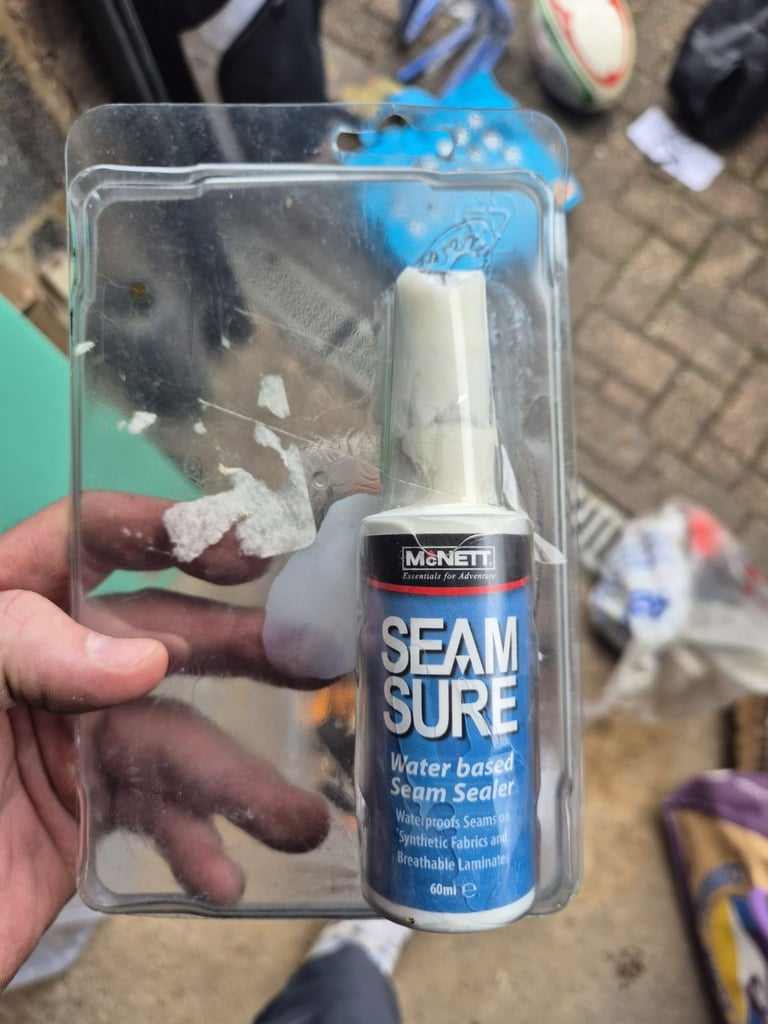 McNETT
Essentials for Adventure
SEAM
SURE
Water based
Seam Sealer
Waterproofs Seams on
Synthetic Fabrics and
Breathable Laminates
60ml ℮